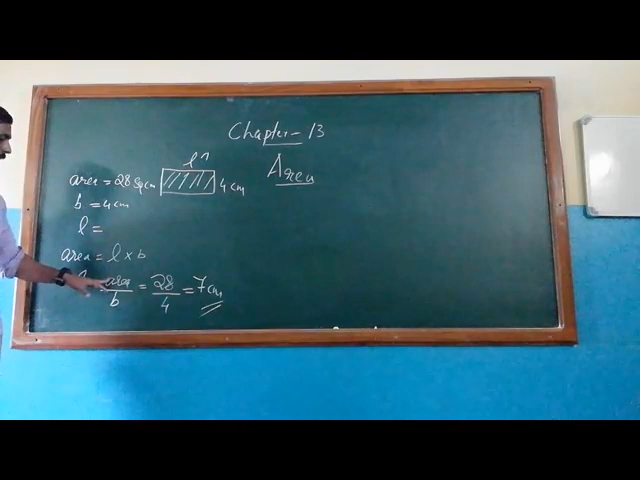 Chapter - 13
Area
l ?
area = 28 sq cm
4 cm
b = 4 cm
l =
area = l × b
area / b = 28 / 4 = 7 cm